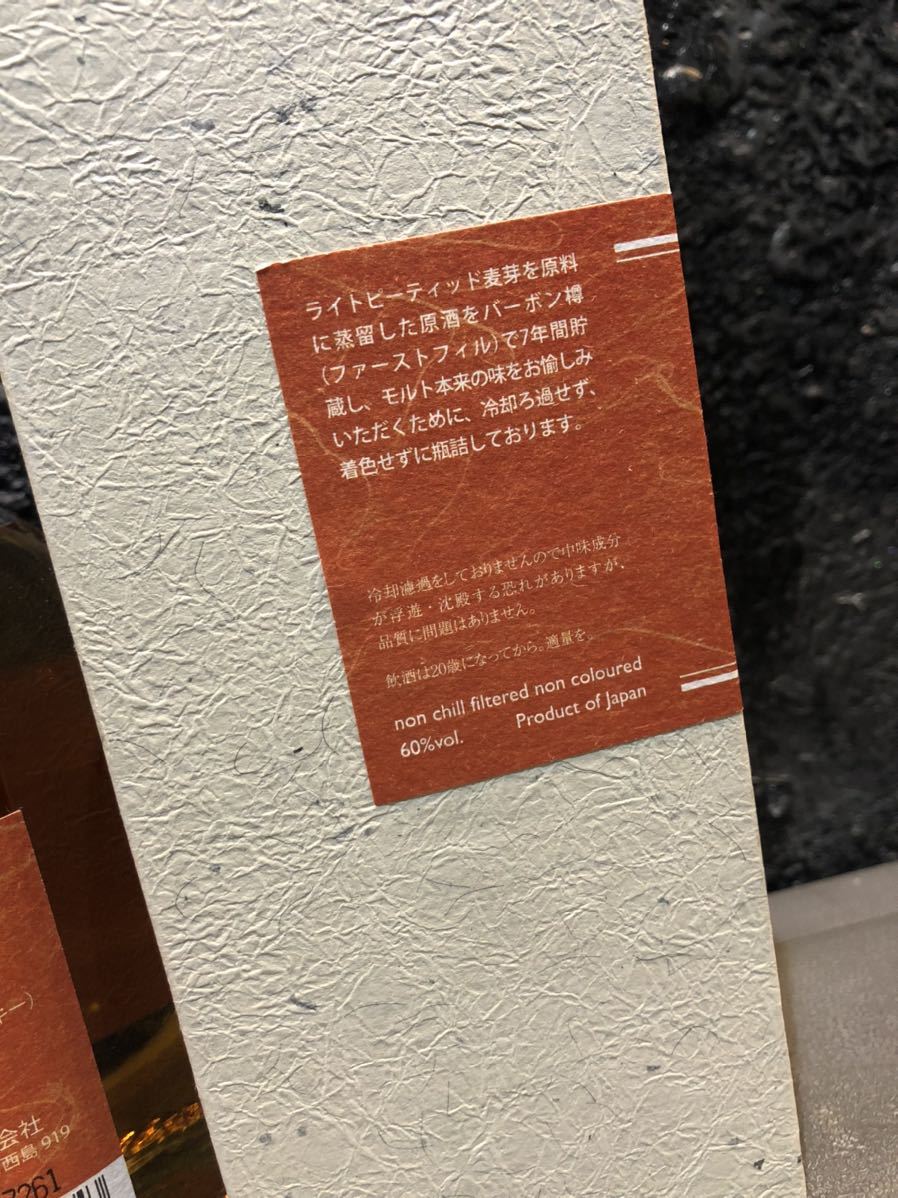 ライトピーティッド麦芽を原料
に蒸留した原酒をバーボン樽
(ファーストフィル)で7年間貯
蔵し、モルト本来の味をお愉しみ
いただくために、冷却ろ過せず、
着色せずに瓶詰しております。
冷却濾過をしておりませんので中味成分
が浮遊・沈殿する恐れがありますが、
品質に問題はありません。
飲酒は20歳になってから。適量を。
non chill filtered non coloured
60%vol. Product of Japan
キー)
会社
西島 919
7261